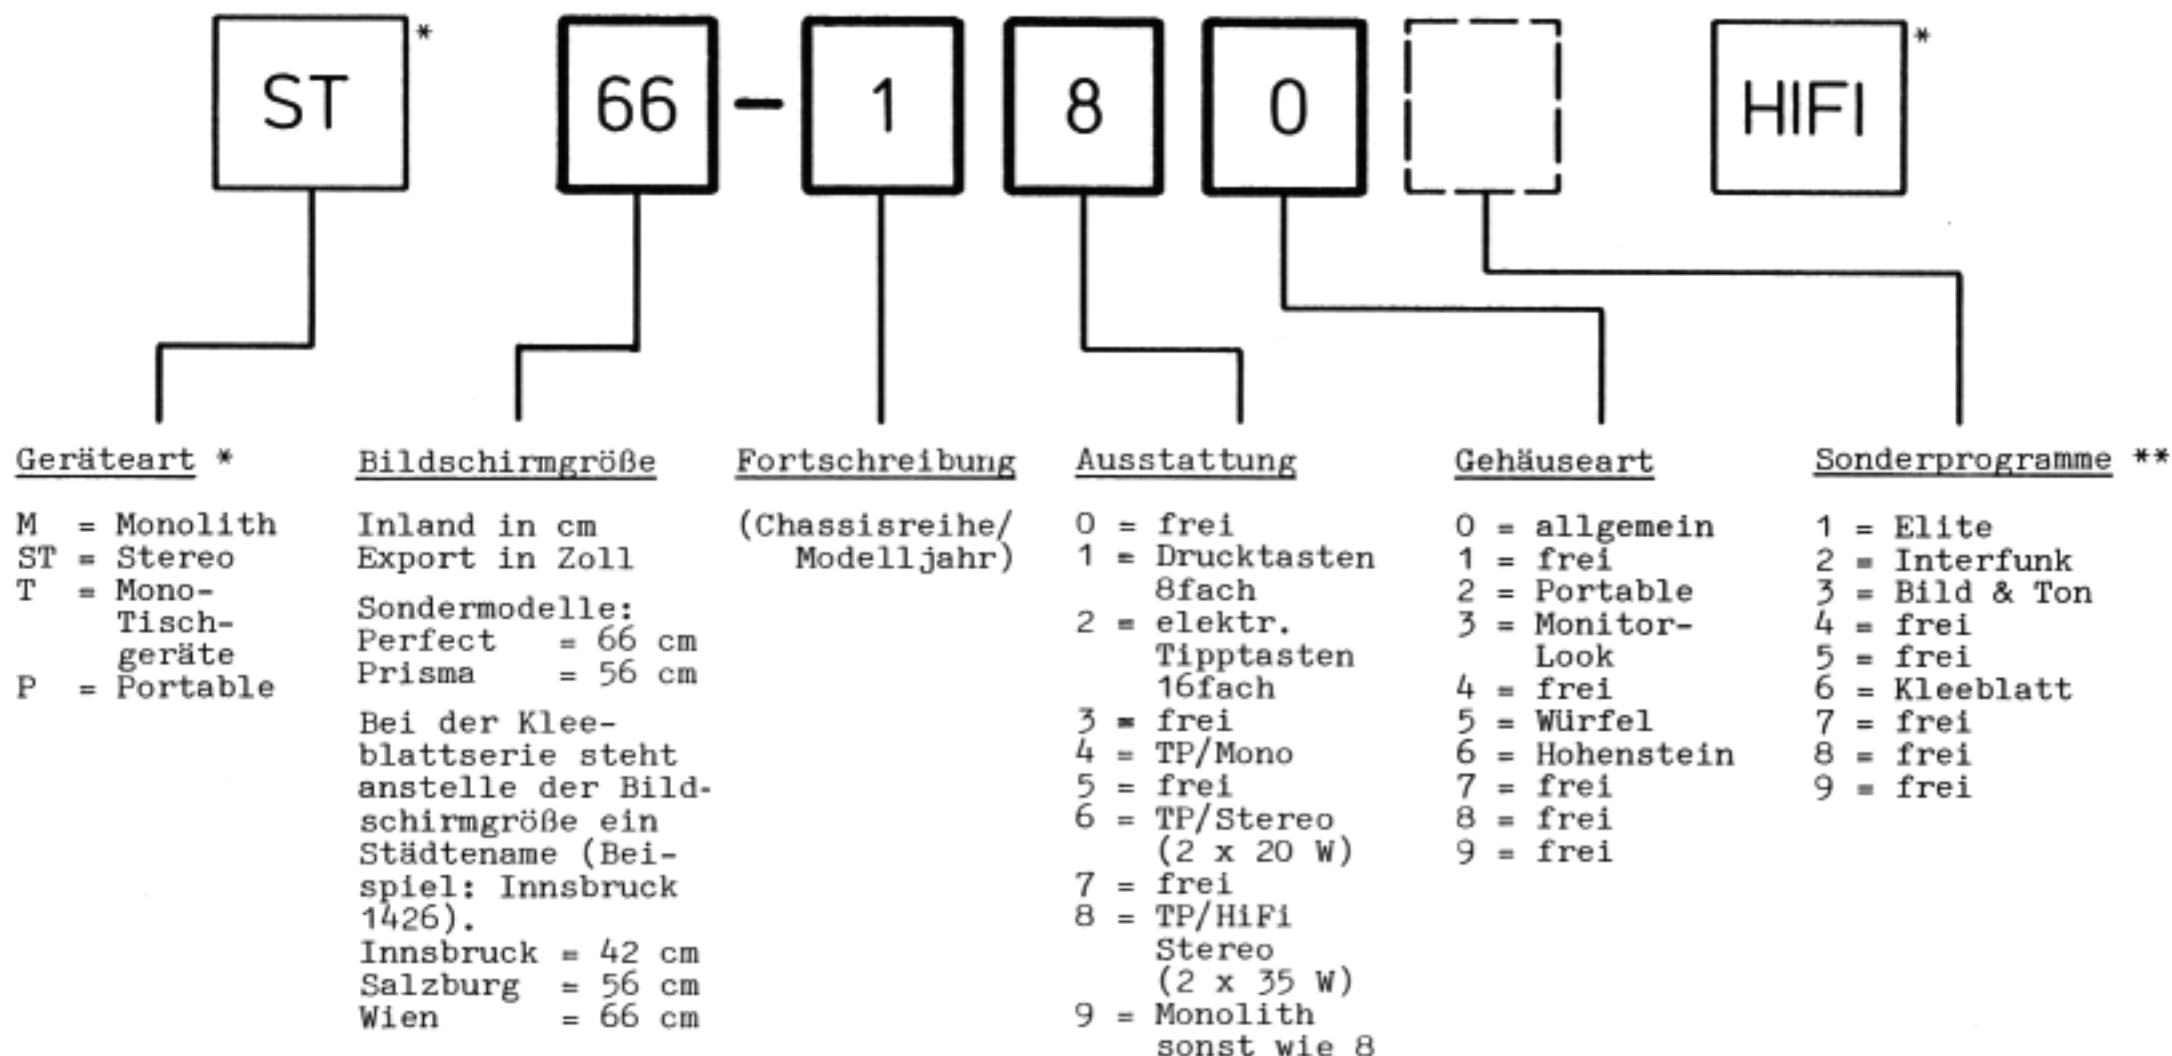 ST * 66 - 1 8 0 HIFI *
Geräteart *
M = Monolith
ST = Stereo
T = Mono-
Tisch-
geräte
P = Portable
Bildschirmgröße
Inland in cm
Export in Zoll
Sondermodelle:
Perfect = 66 cm
Prisma = 56 cm
Bei der Klee-
blattserie steht
anstelle der Bild-
schirmgröße ein
Städtename (Bei-
spiel: Innsbruck
1426).
Innsbruck = 42 cm
Salzburg = 56 cm
Wien = 66 cm
Fortschreibung
(Chassisreihe/
Modelljahr)
Ausstattung
0 = frei
1 = Drucktasten
8fach
2 = elektr.
Tipptasten
16fach
3 = frei
4 = TP/Mono
5 = frei
6 = TP/Stereo
(2 x 20 W)
7 = frei
8 = TP/HiFi
Stereo
(2 x 35 W)
9 = Monolith
sonst wie 8
Gehäuseart
0 = allgemein
1 = frei
2 = Portable
3 = Monitor-
Look
4 = frei
5 = Würfel
6 = Hohenstein
7 = frei
8 = frei
9 = frei
Sonderprogramme **
1 = Elite
2 = Interfunk
3 = Bild & Ton
4 = frei
5 = frei
6 = Kleeblatt
7 = frei
8 = frei
9 = frei